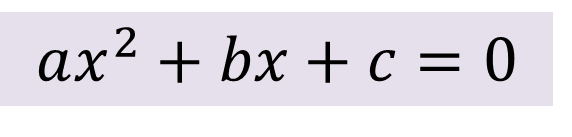 ax² + bx + c = 0